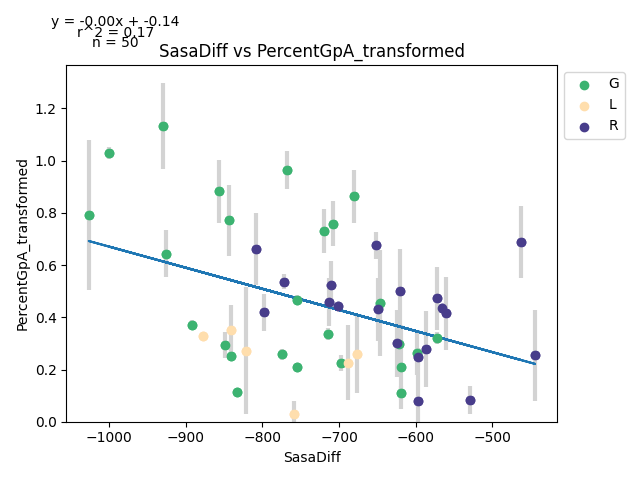 y = -0.00x + -0.14
r^2 = 0.17
n = 50
SasaDiff vs PercentGpA_transformed
G
L
R
PercentGpA_transformed
1.2
1.0
0.8
0.6
0.4
0.2
0.0
−1000 −900 −800 −700 −600 −500
SasaDiff